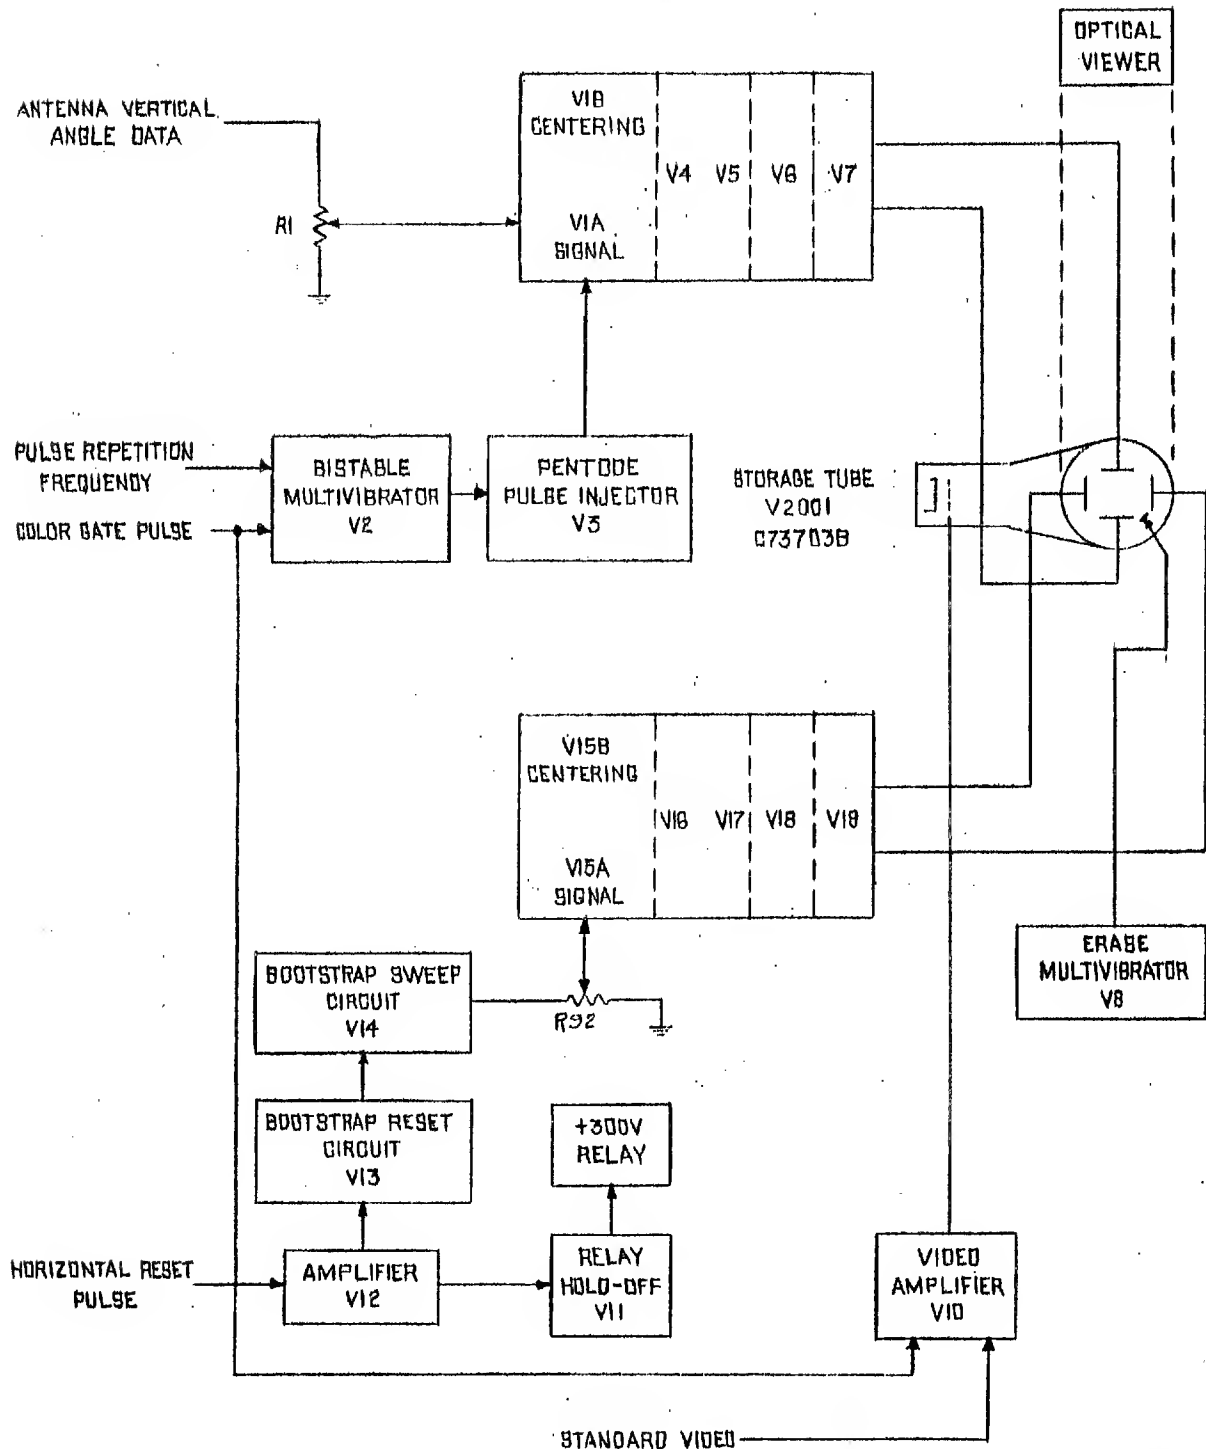 OPTICAL
VIEWER
ANTENNA VERTICAL
ANGLE DATA
R1
V1B
CENTERING
V1A
SIGNAL
V4
V5
V6
V7
PULSE REPETITION
FREQUENCY
COLOR GATE PULSE
BISTABLE
MULTIVIBRATOR
V2
PENTODE
PULSE INJECTOR
V3
STORAGE TUBE
V2001
C73703B
V15B
CENTERING
V15A
SIGNAL
V16
V17
V18
V19
ERASE
MULTIVIBRATOR
V8
BOOTSTRAP SWEEP
CIRCUIT
V14
R92
BOOTSTRAP RESET
CIRCUIT
V13
+300V
RELAY
HORIZONTAL RESET
PULSE
AMPLIFIER
V12
RELAY
HOLD-OFF
V11
VIDEO
AMPLIFIER
V10
STANDARD VIDEO